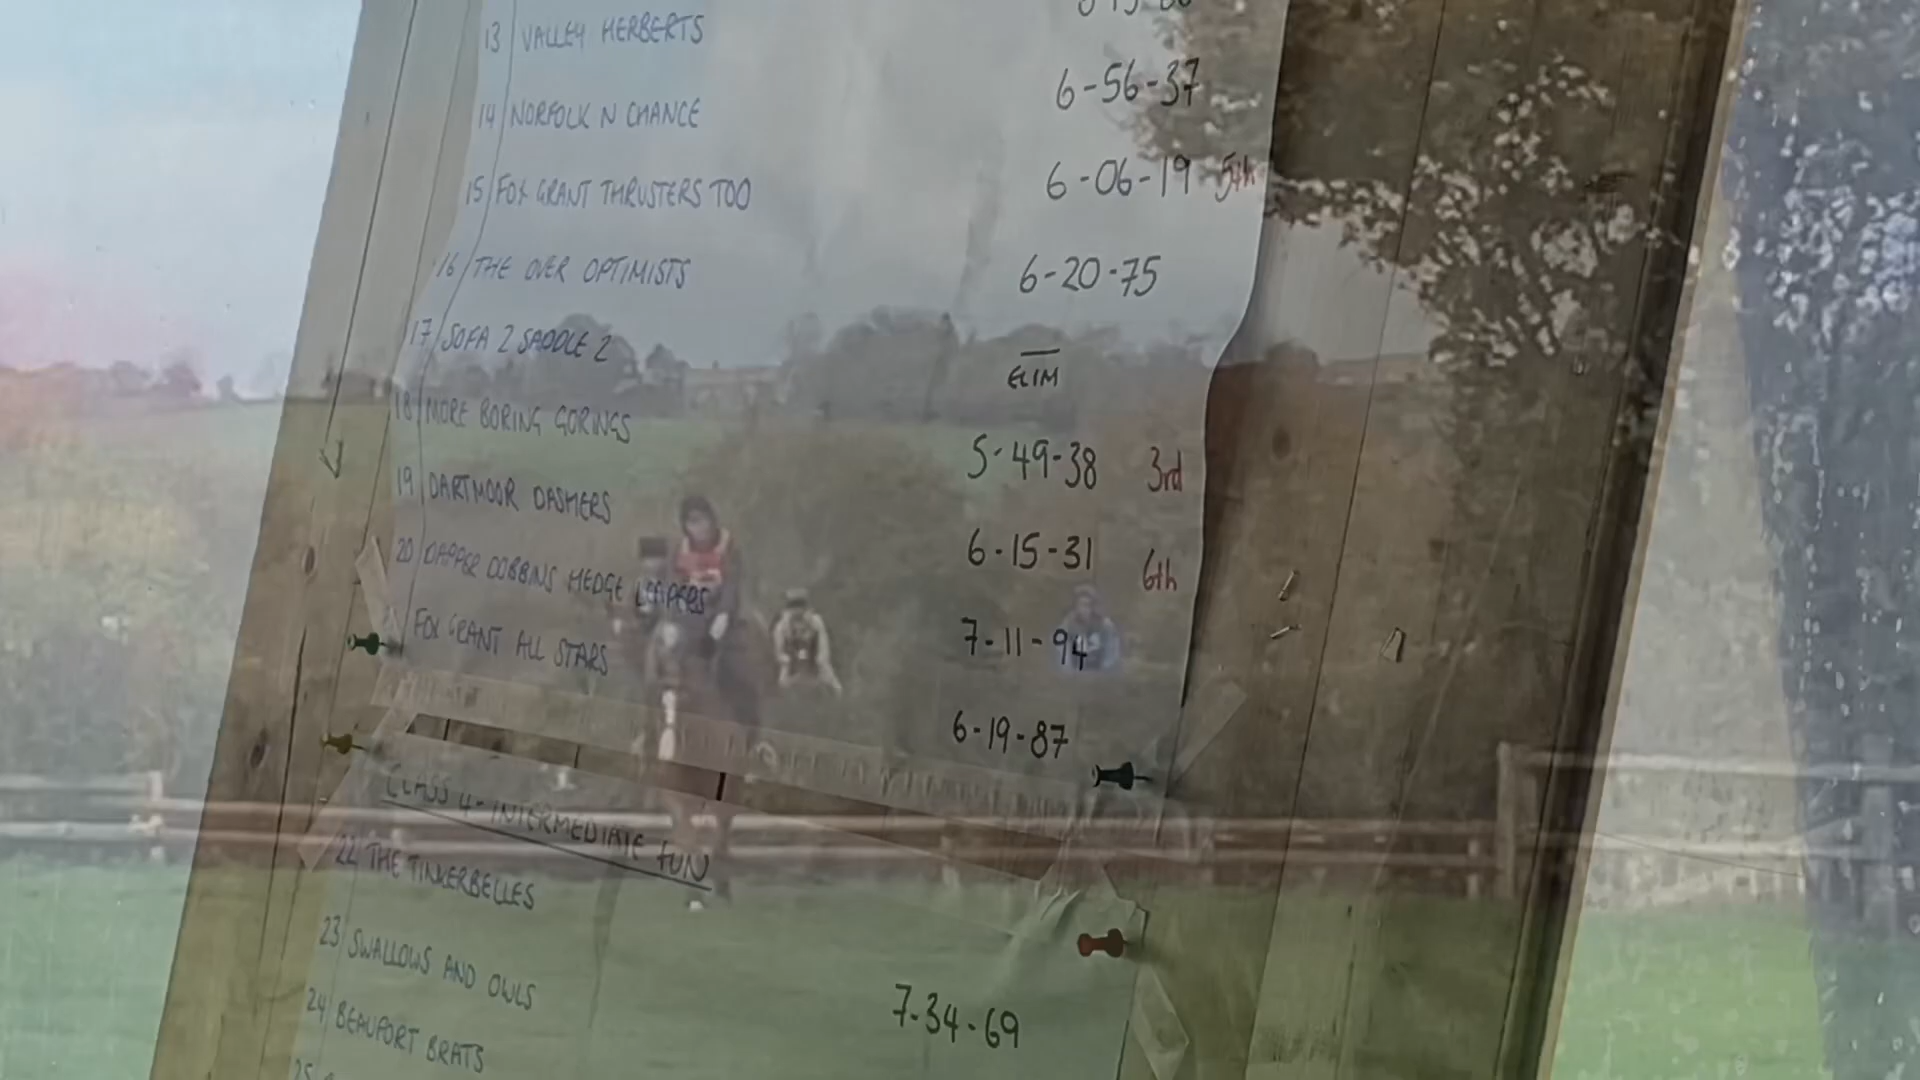 13 VALLEY HERBERTS
14 NORFOLK N CHANCE 6-56-37
15 FOX GRANT THRUSTERS TOO 6-06-19 5th
16 THE OVER OPTIMISTS 6-20-75
17 SOFA 2 SADDLE 2 ELIM
18 MORE BORING GORINGS 5-49-38 3rd
19 DARTMOOR DASHERS 6-15-31 6th
20 DAPPER DOBBINS HEDGE LEAPERS 7-11-94
FOX GRANT ALL STARS 6-19-87
CLASS 4 - INTERMEDIATE FUN
22 THE TINKERBELLES
23 SWALLOWS AND OWLS
24 BEAUFORT BRATS 7-34-69
25